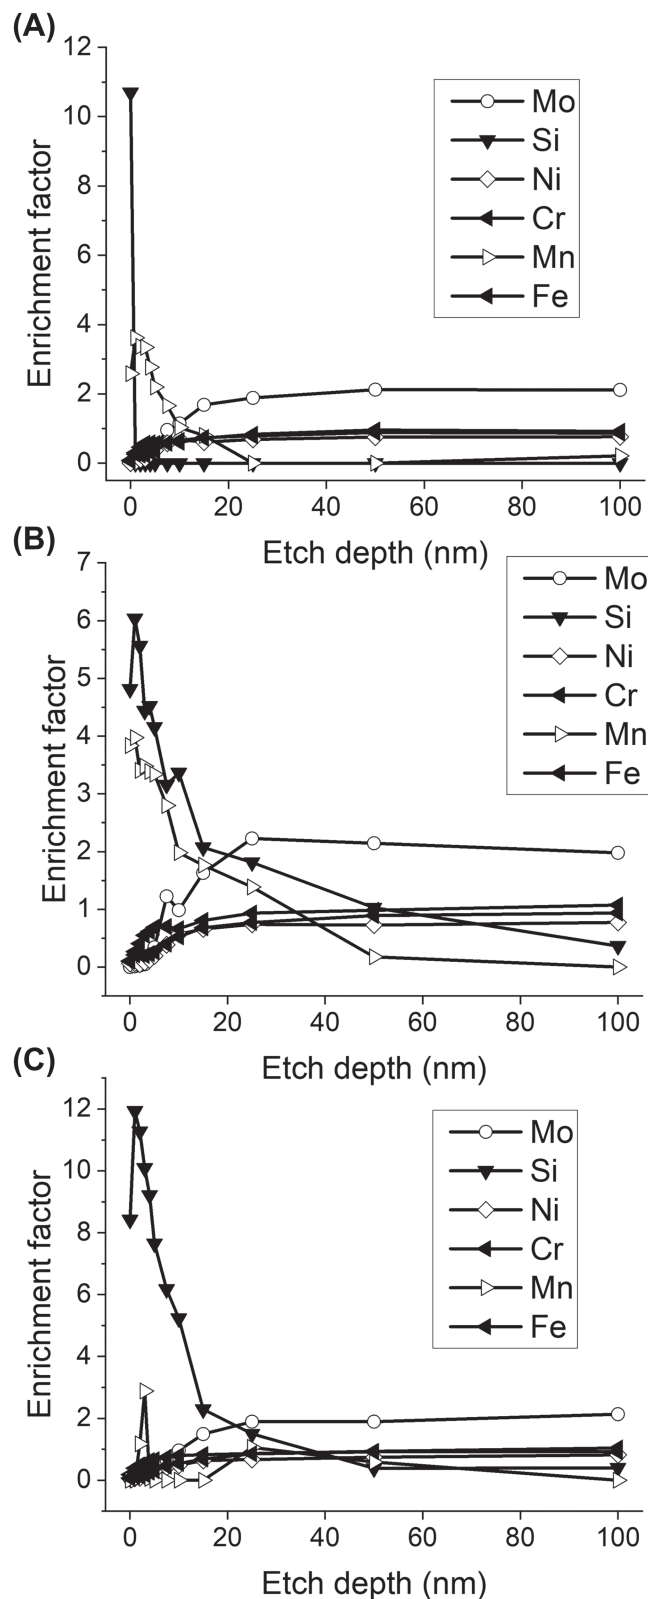 (A)
12
10
8
6
4
2
0
Enrichment factor
Mo
Si
Ni
Cr
Mn
Fe
0 20 40 60 80 100
Etch depth (nm)
(B)
7
6
5
4
3
2
1
0
Enrichment factor
Mo
Si
Ni
Cr
Mn
Fe
0 20 40 60 80 100
Etch depth (nm)
(C)
12
10
8
6
4
2
0
Enrichment factor
Mo
Si
Ni
Cr
Mn
Fe
0 20 40 60 80 100
Etch depth (nm)